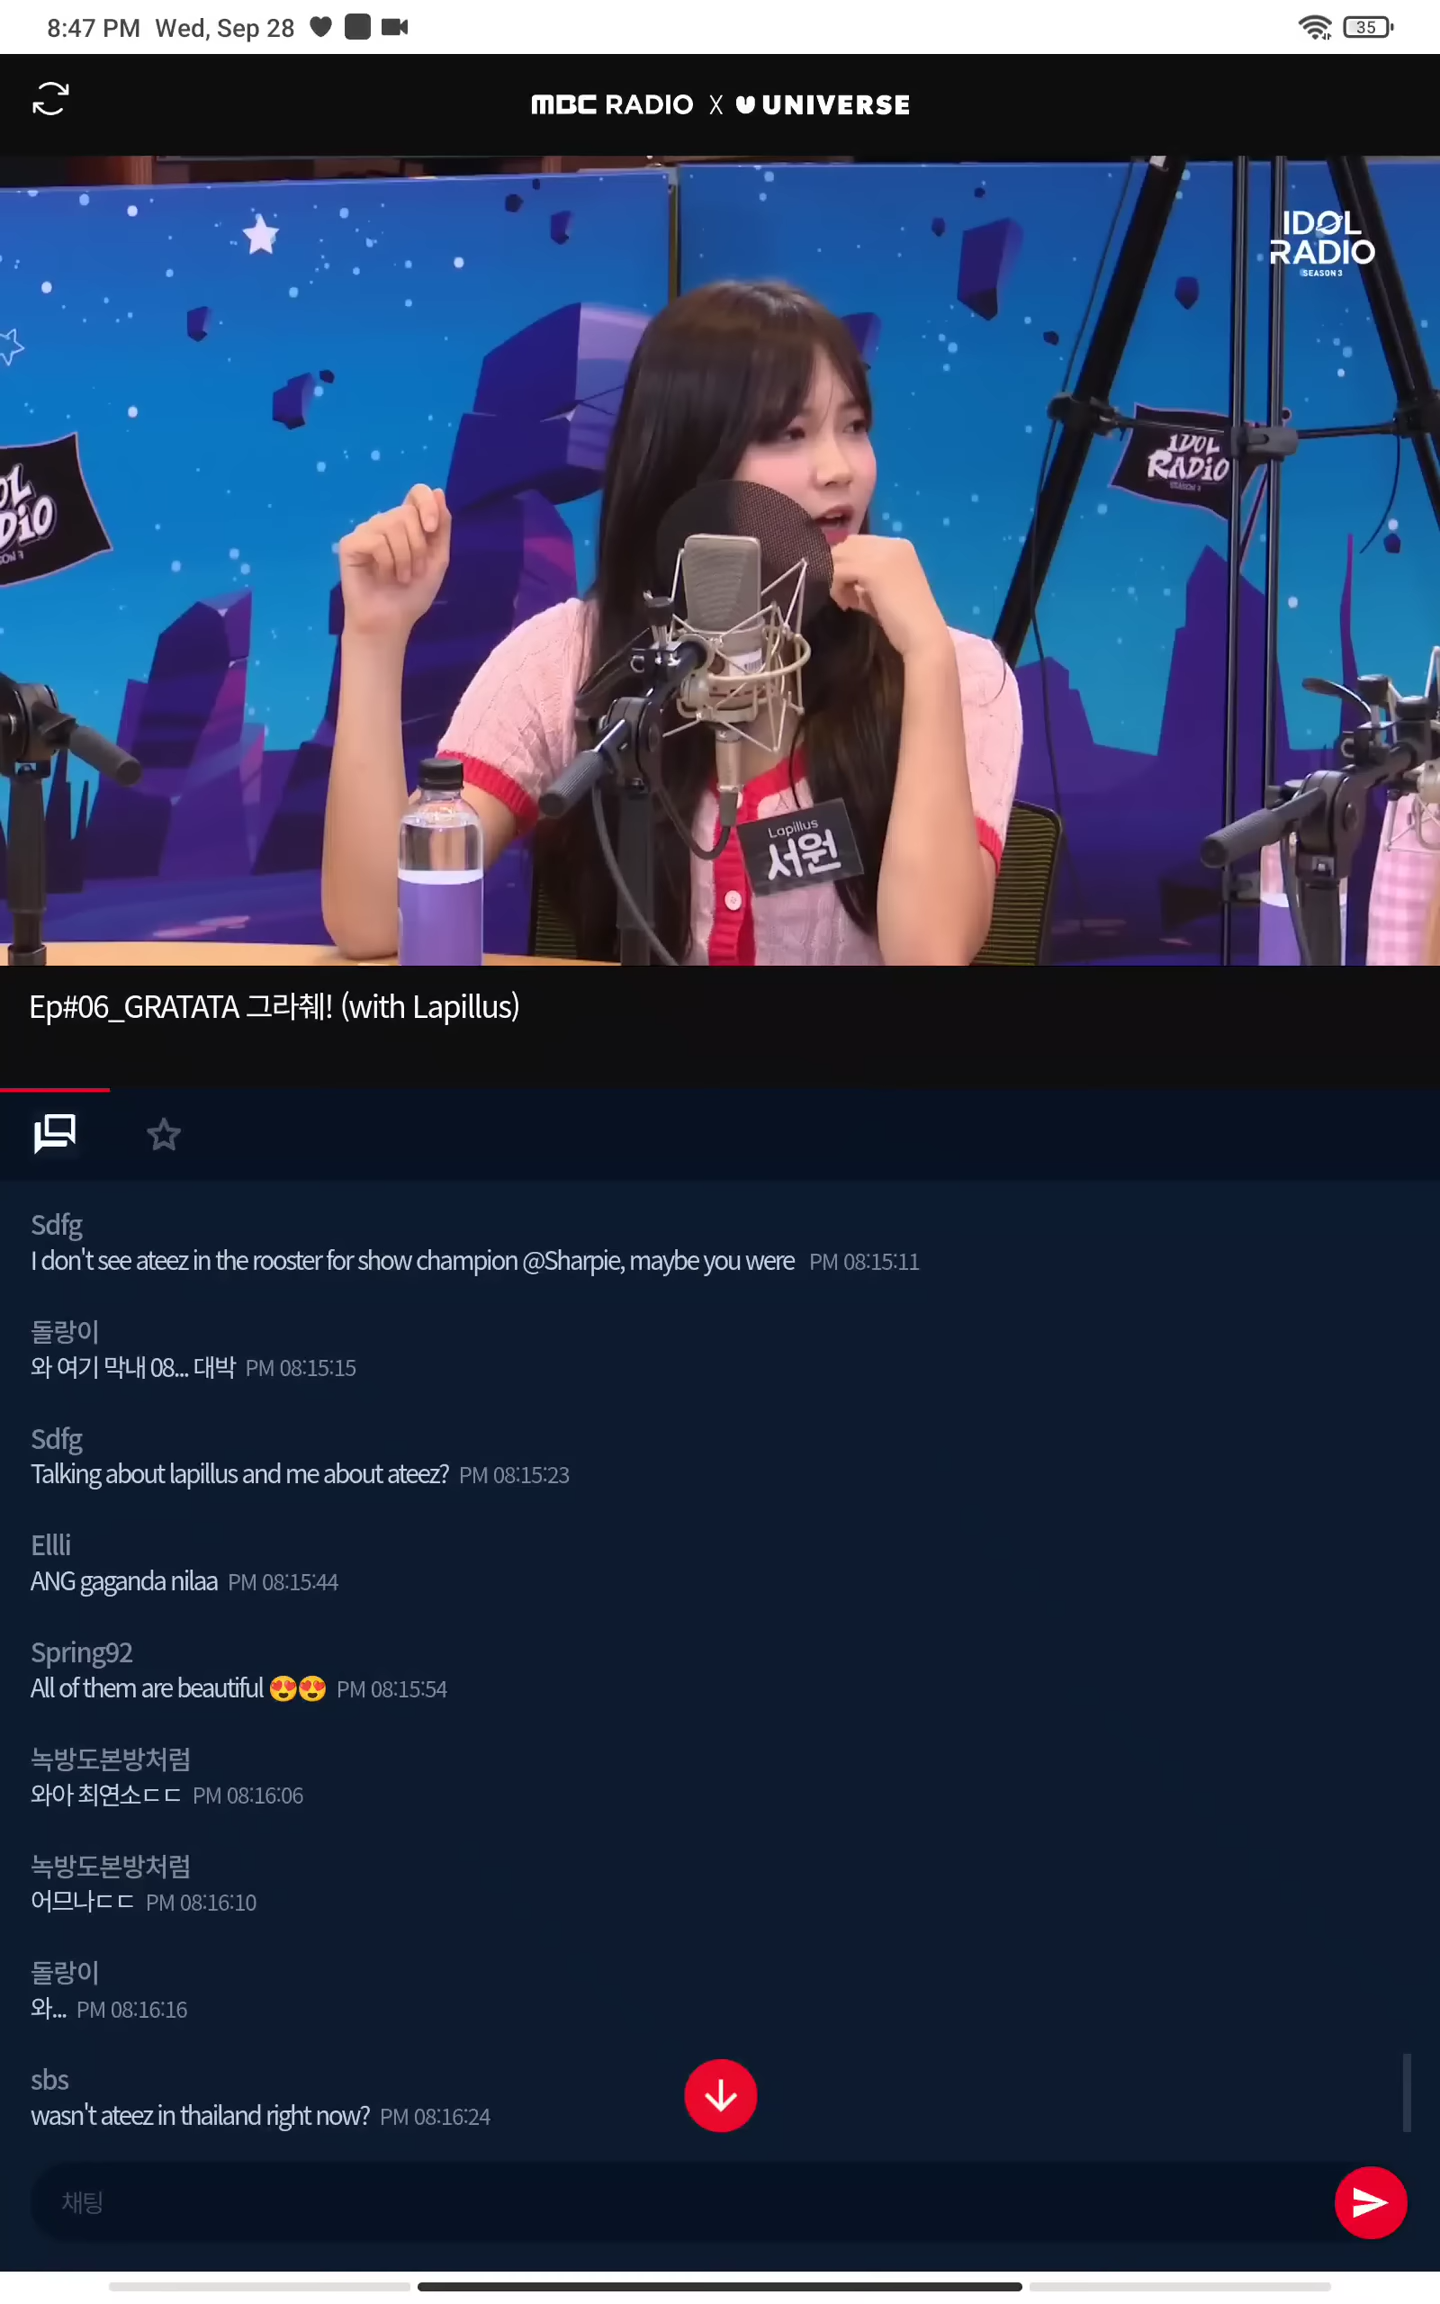 8:47 PM Wed, Sep 28
35
MBC RADIO X UNIVERSE
IDOL
RADIO
SEASON 3
IDOL
RADiO
SEASON 3
Lapillus
서원
Ep#06_GRATATA 그라췌! (with Lapillus)
Sdfg
I don't see ateez in the rooster for show champion @Sharpie, maybe you were PM 08:15:11
돌랑이
와 여기 막내 08... 대박 PM 08:15:15
Sdfg
Talking about lapillus and me about ateez? PM 08:15:23
Ellli
ANG gaganda nilaa PM 08:15:44
Spring92
All of them are beautiful 😍😍 PM 08:15:54
녹방도본방처럼
와아 최연소ㄷㄷ PM 08:16:06
녹방도본방처럼
어므나ㄷㄷ PM 08:16:10
돌랑이
와... PM 08:16:16
sbs
wasn't ateez in thailand right now? PM 08:16:24
채팅